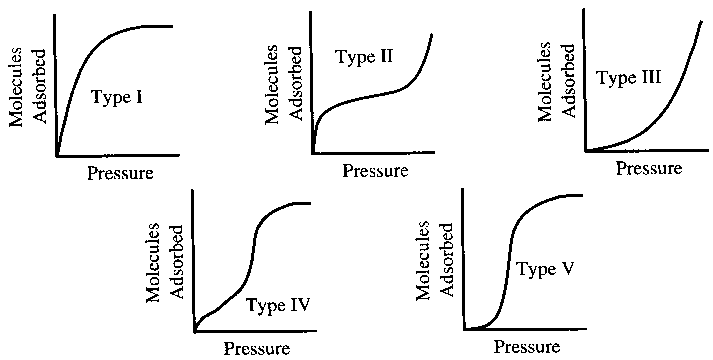 Molecules
Adsorbed
Type I
Pressure
Molecules
Adsorbed
Type II
Pressure
Molecules
Adsorbed
Type III
Pressure
Molecules
Adsorbed
Type IV
Pressure
Molecules
Adsorbed
Type V
Pressure